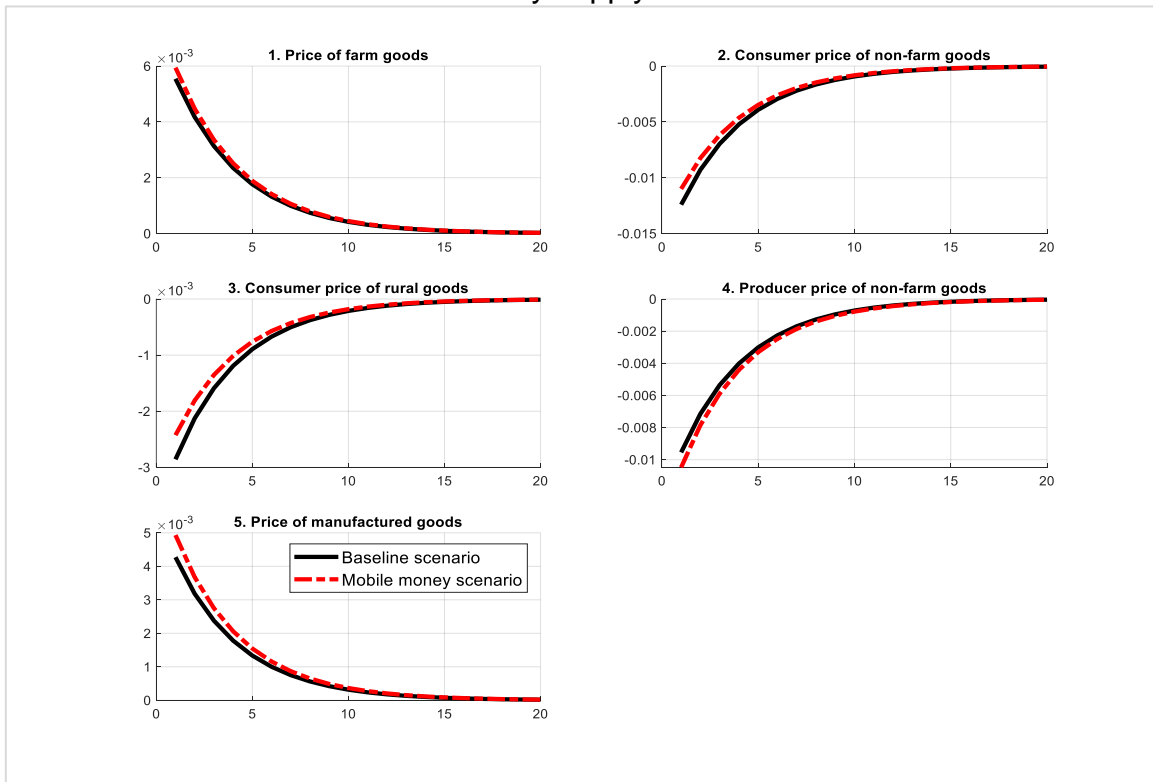 ×10⁻³
1. Price of farm goods
6
4
2
0
0 5 10 15 20
2. Consumer price of non-farm goods
0
-0.005
-0.01
-0.015
0 5 10 15 20
×10⁻³
3. Consumer price of rural goods
0
-1
-2
-3
0 5 10 15 20
4. Producer price of non-farm goods
0
-0.002
-0.004
-0.006
-0.008
-0.01
0 5 10 15 20
×10⁻³
5. Price of manufactured goods
5
4
3
2
1
0
0 5 10 15 20
Baseline scenario
Mobile money scenario